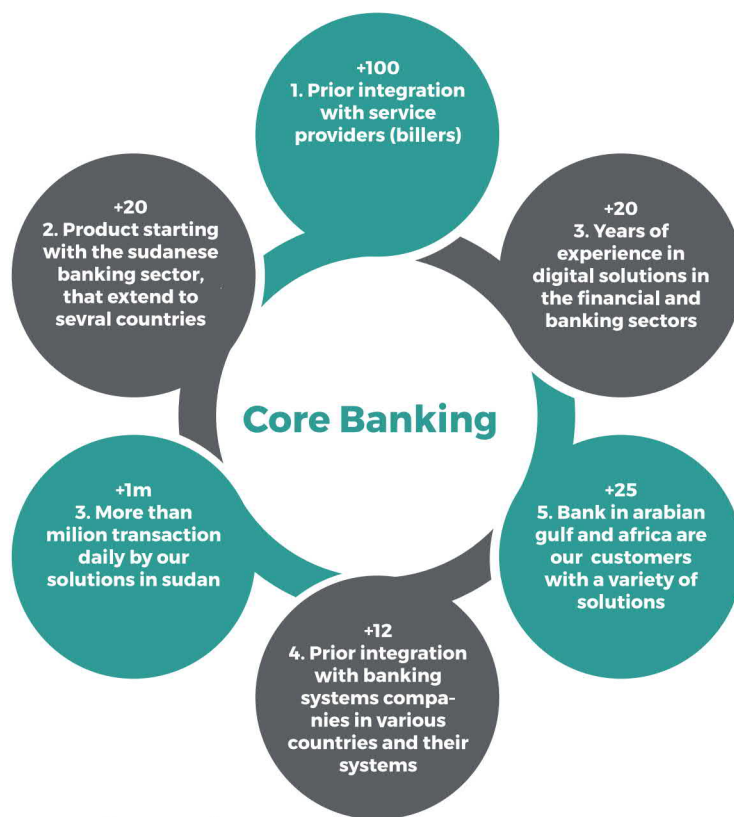 +100
1. Prior integration
with service
providers (billers)
+20
2. Product starting
with the sudanese
banking sector,
that extend to
sevral countries
+20
3. Years of
experience in
digital solutions in
the financial and
banking sectors
Core Banking
+1m
3. More than
milion transaction
daily by our
solutions in sudan
+25
5. Bank in arabian
gulf and africa are
our customers
with a variety of
solutions
+12
4. Prior integration
with banking
systems compa-
nies in various
countries and their
systems